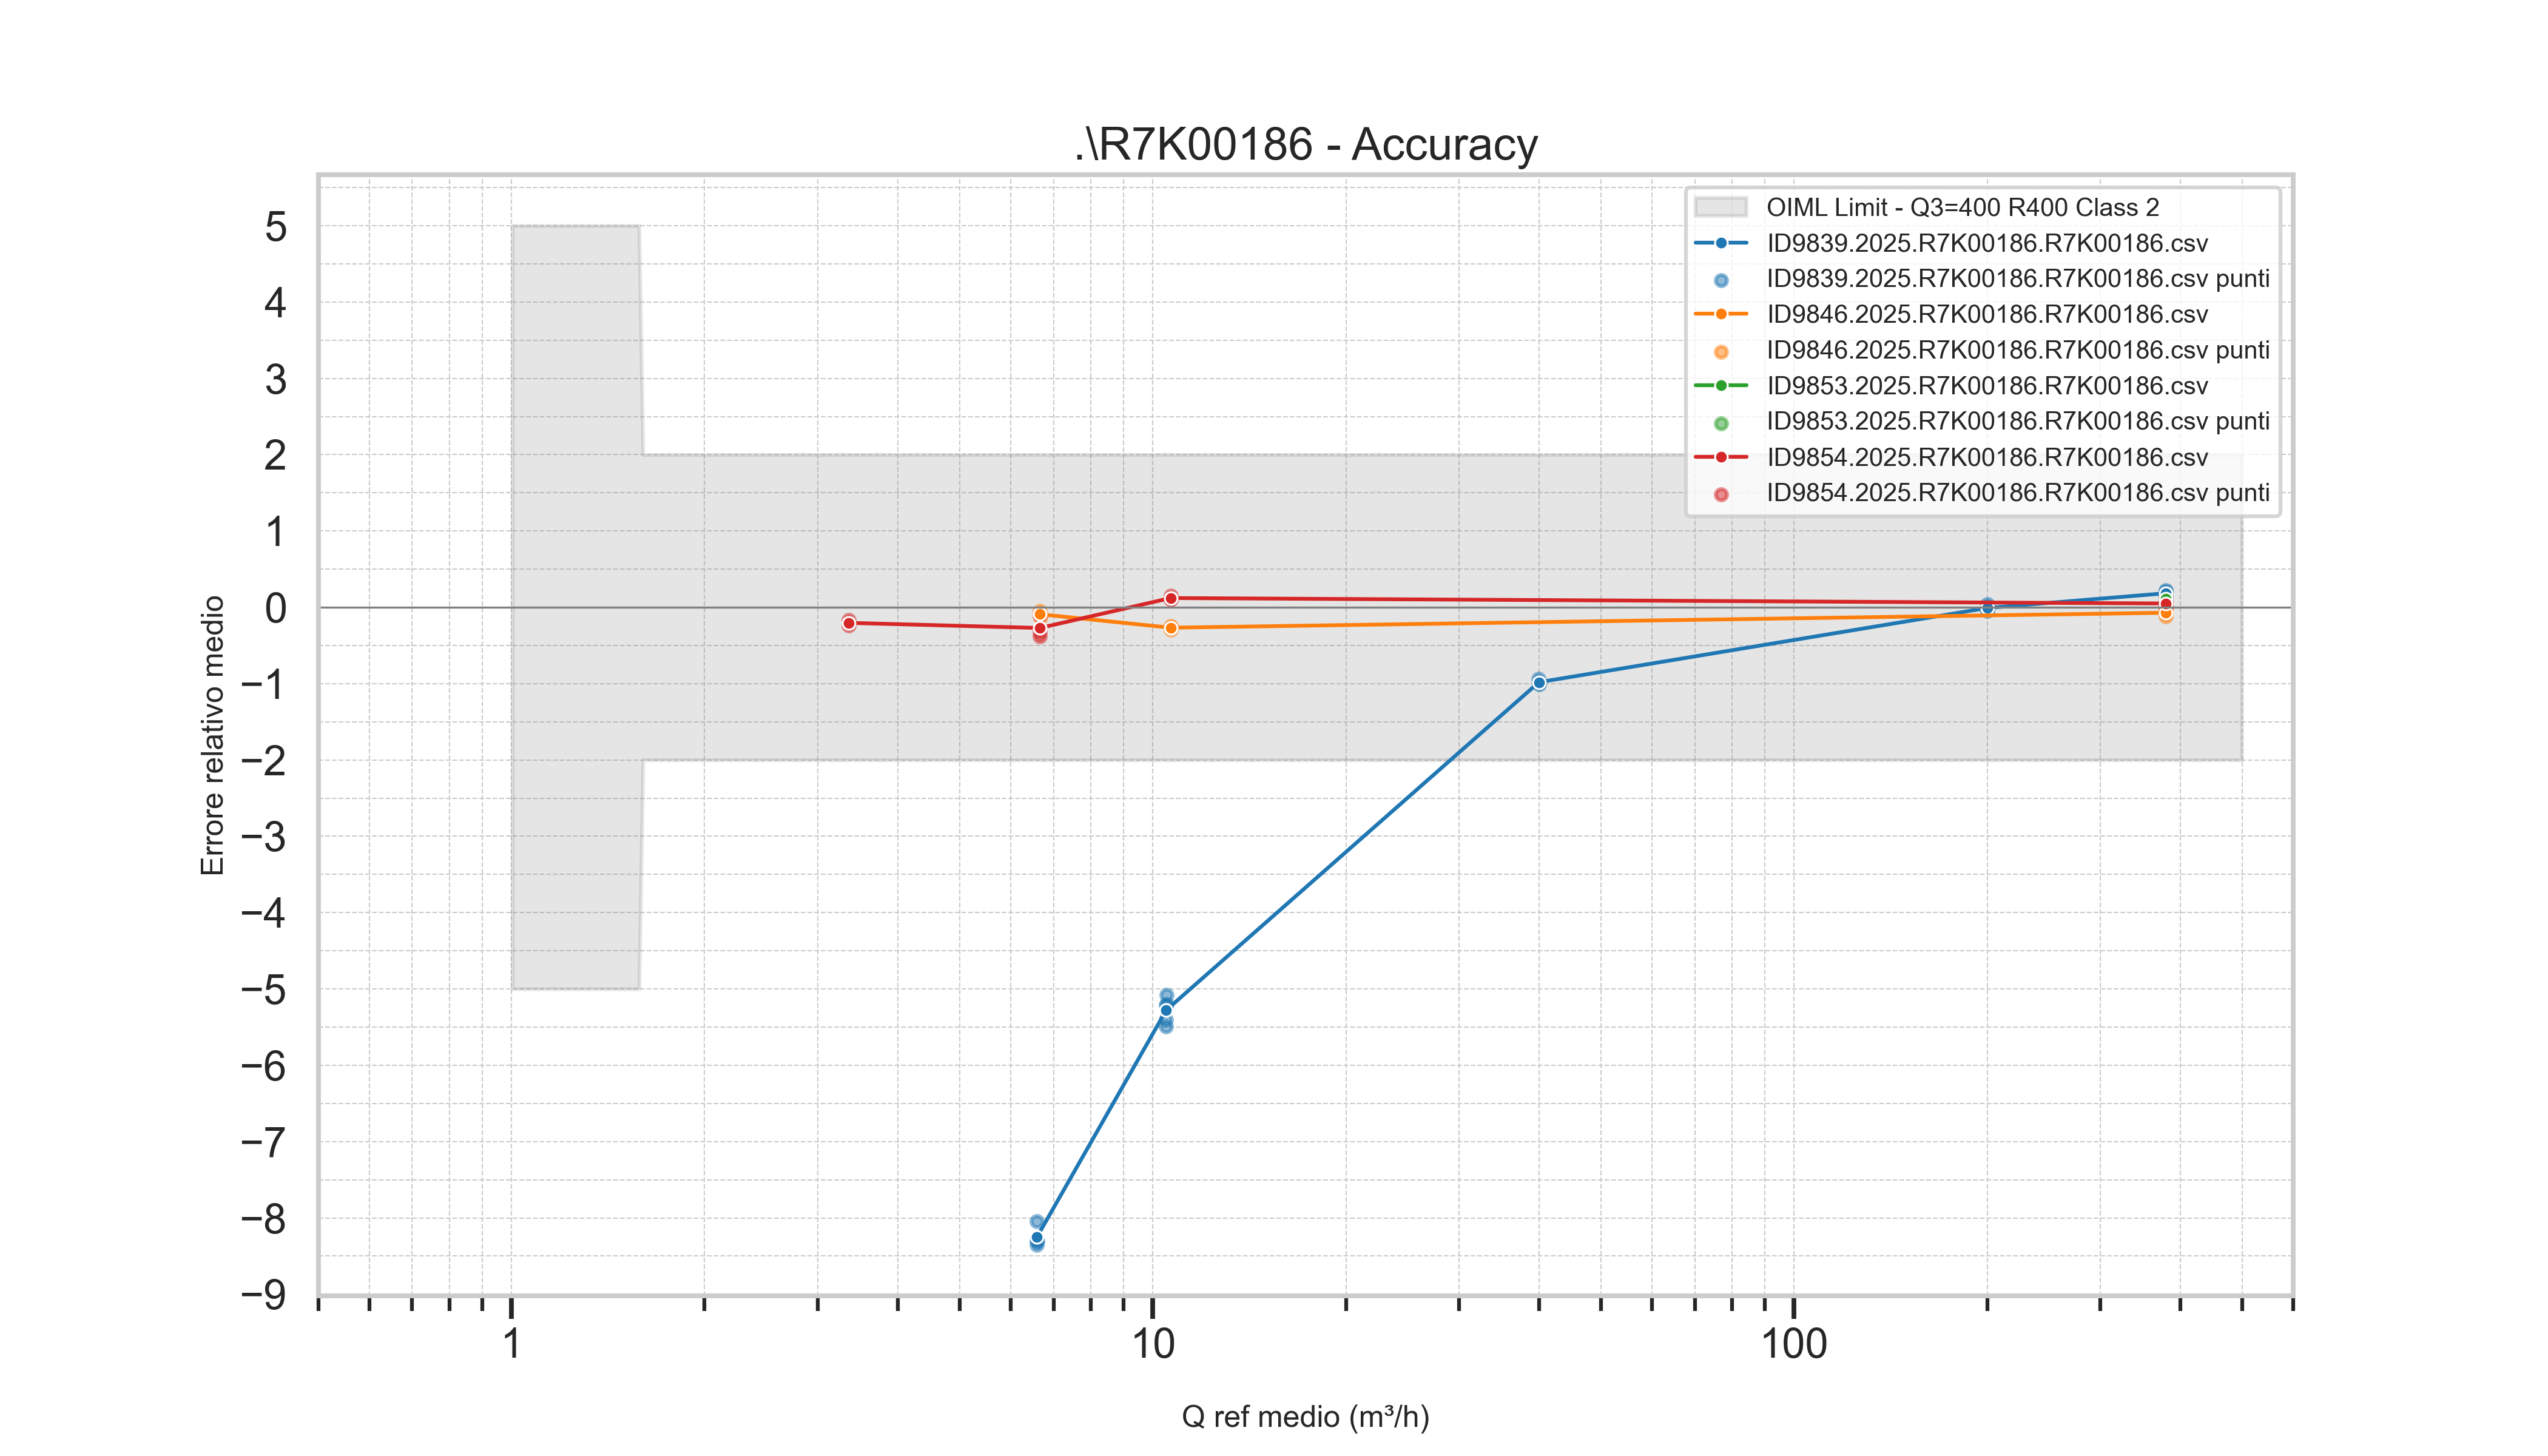 .\R7K00186 - Accuracy
OIML Limit - Q3=400 R400 Class 2
ID9839.2025.R7K00186.R7K00186.csv
ID9839.2025.R7K00186.R7K00186.csv punti
ID9846.2025.R7K00186.R7K00186.csv
ID9846.2025.R7K00186.R7K00186.csv punti
ID9853.2025.R7K00186.R7K00186.csv
ID9853.2025.R7K00186.R7K00186.csv punti
ID9854.2025.R7K00186.R7K00186.csv
ID9854.2025.R7K00186.R7K00186.csv punti
5
4
3
2
1
0
−1
−2
−3
−4
−5
−6
−7
−8
−9
Errore relativo medio
1 10 100
Q ref medio (m³/h)